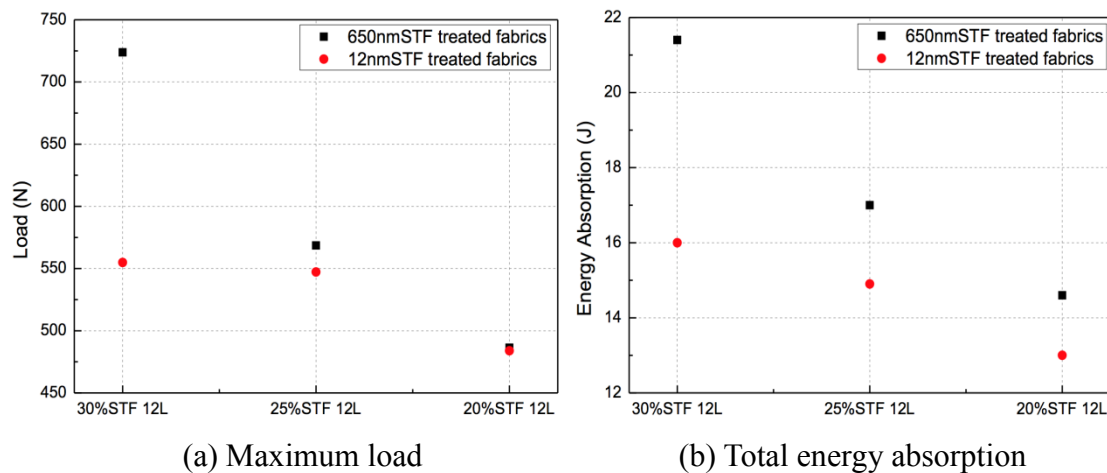 750
700
650
600
550
500
450
Load (N)
650nmSTF treated fabrics
12nmSTF treated fabrics
30%STF 12L
25%STF 12L
20%STF 12L
(a) Maximum load
22
20
18
16
14
12
Energy Absorption (J)
650nmSTF treated fabrics
12nmSTF treated fabrics
30%STF 12L
25%STF 12L
20%STF 12L
(b) Total energy absorption